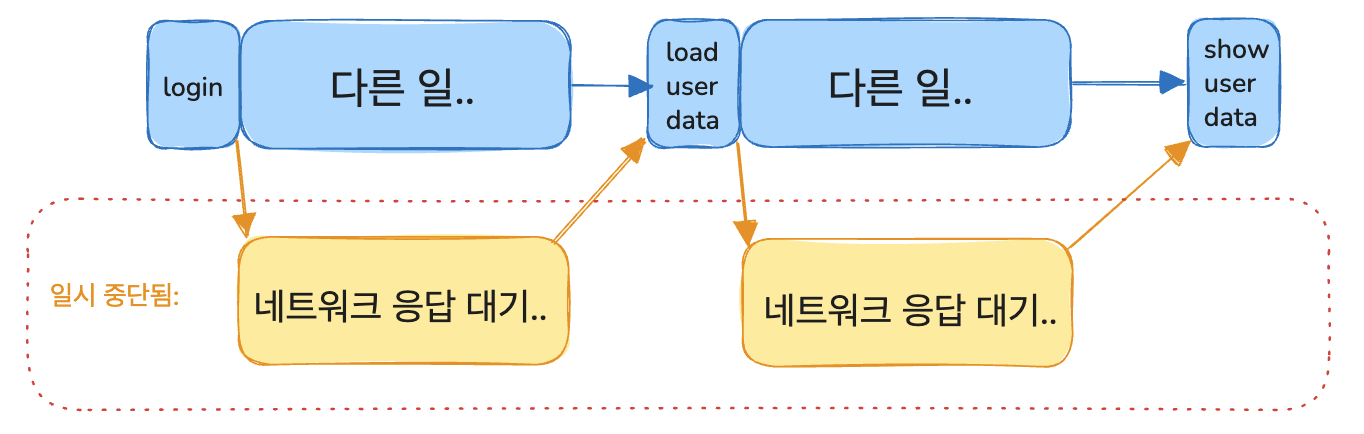 login
다른 일..
load
user
data
다른 일..
show
user
data
일시 중단됨:
네트워크 응답 대기..
네트워크 응답 대기..